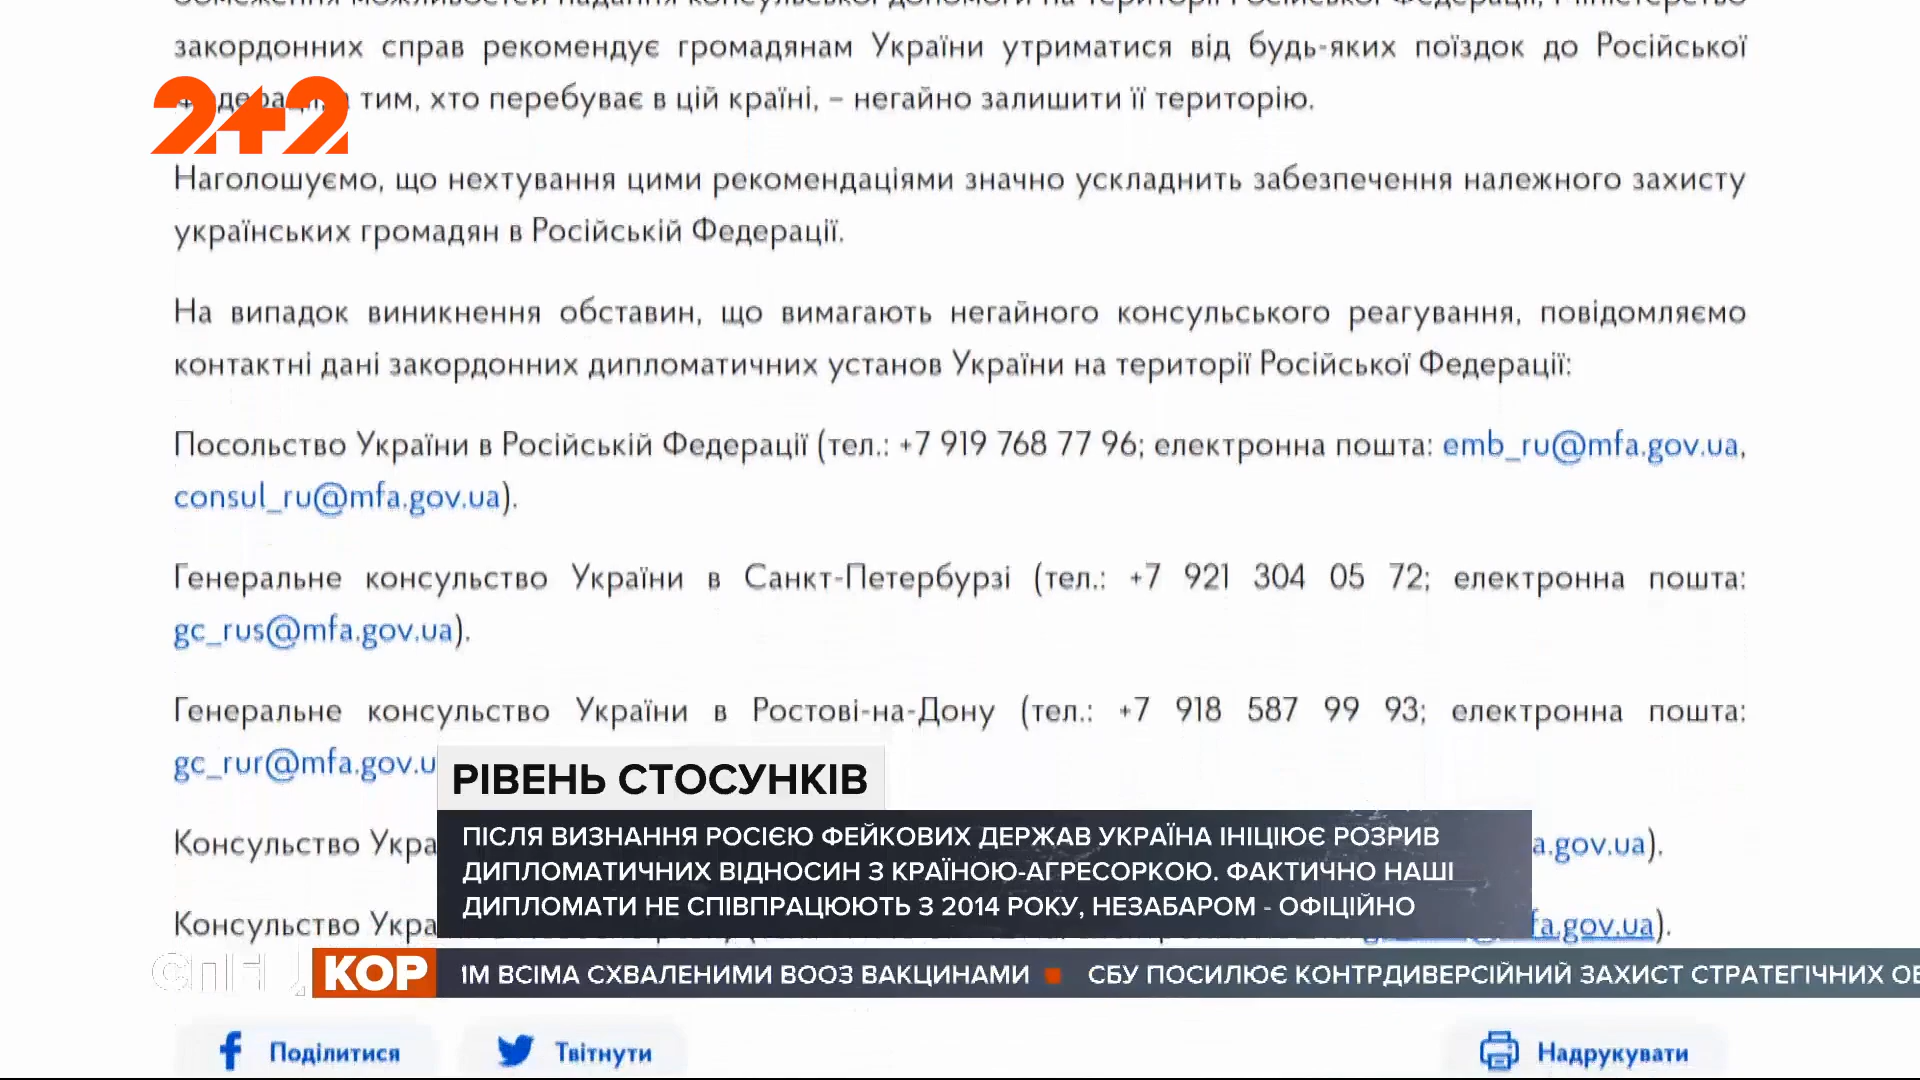 закордонних справ рекомендує громадянам України утриматися від будь-яких поїздок до Російської
2+2
тим, хто перебуває в цій країні, – негайно залишити її територію.
Наголошуємо, що нехтування цими рекомендаціями значно ускладнить забезпечення належного захисту
українських громадян в Російській Федерації.
На випадок виникнення обставин, що вимагають негайного консульського реагування, повідомляємо
контактні дані закордонних дипломатичних установ України на території Російської Федерації:
Посольство України в Російській Федерації (тел.: +7 919 768 77 96; електронна пошта: emb_ru@mfa.gov.ua,
consul_ru@mfa.gov.ua).
Генеральне консульство України в Санкт-Петербурзі (тел.: +7 921 304 05 72; електронна пошта:
gc_rus@mfa.gov.ua).
Генеральне консульство України в Ростові-на-Дону (тел.: +7 918 587 99 93; електронна пошта:
gc_rur@mfa.gov.u
РІВЕНЬ СТОСУНКІВ
ПІСЛЯ ВИЗНАННЯ РОСІЄЮ ФЕЙКОВИХ ДЕРЖАВ УКРАЇНА ІНІЦІЮЄ РОЗРИВ
ДИПЛОМАТИЧНИХ ВІДНОСИН З КРАЇНОЮ-АГРЕСОРКОЮ. ФАКТИЧНО НАШІ
ДИПЛОМАТИ НЕ СПІВПРАЦЮЮТЬ З 2014 РОКУ, НЕЗАБАРОМ - ОФІЦІЙНО
Консульство Укра a.gov.ua).
Консульство Укра fa.gov.ua).
СПЕЦКОР
ІМ ВСІМА СХВАЛЕНИМИ ВООЗ ВАКЦИНАМИ ■ СБУ ПОСИЛЮЄ КОНТРДИВЕРСІЙНИЙ ЗАХИСТ СТРАТЕГІЧНИХ ОБ
Поділитися Твітнути Надрукувати